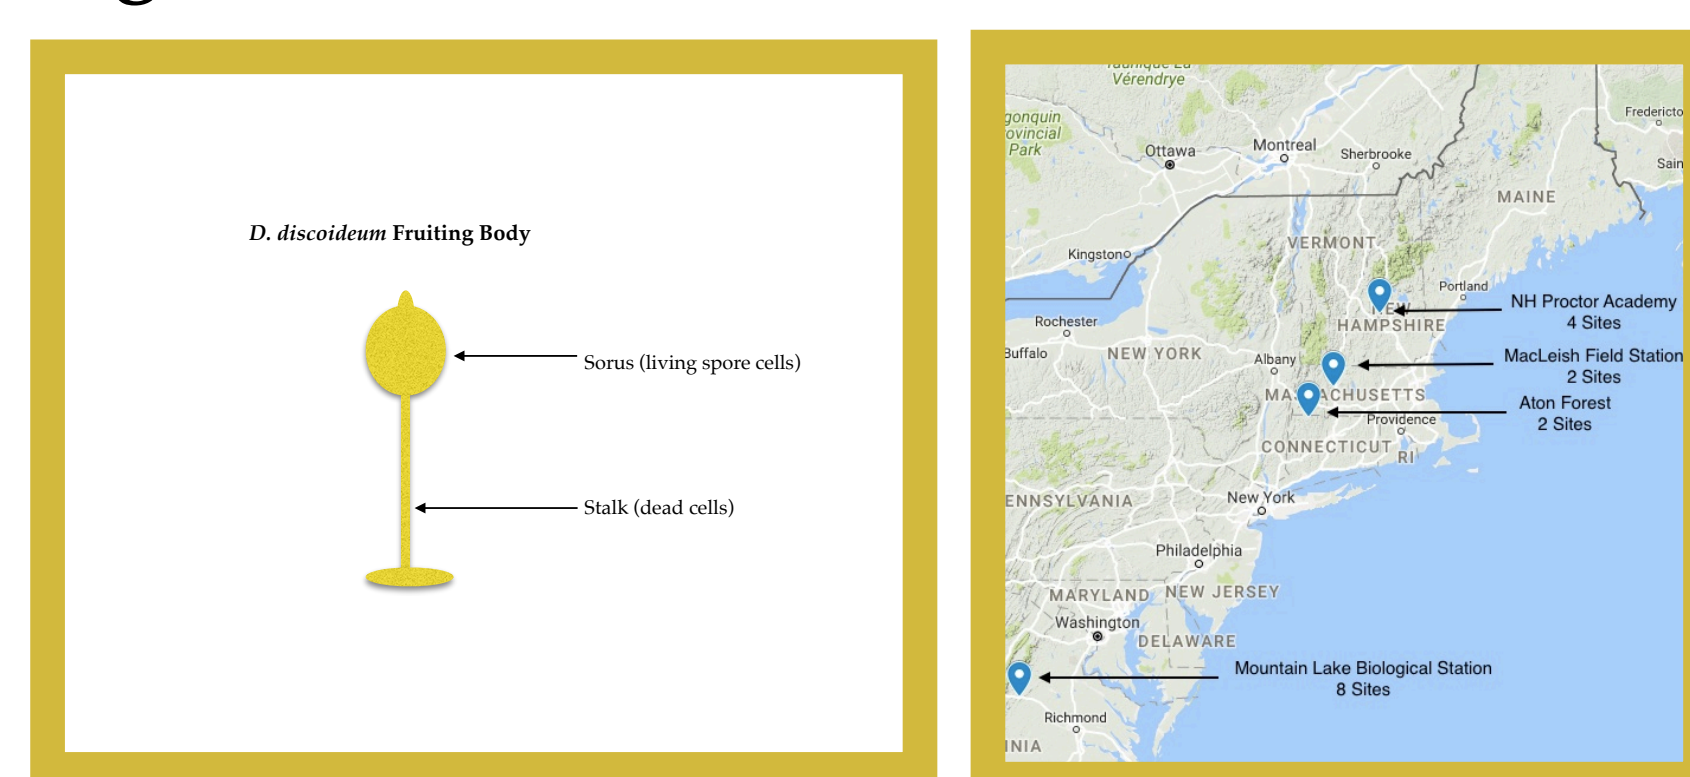 D. discoideum Fruiting Body
Sorus (living spore cells)
Stalk (dead cells)
Vérendrye
Park
Ottawa
Montreal
Sherbrooke
MAINE
VERMONT
Kingston
Portland
NH Proctor Academy
4 Sites
HAMPSHIRE
Rochester
Buffalo
NEW YORK
Albany
MacLeish Field Station
2 Sites
MASSACHUSETTS
Aton Forest
2 Sites
Providence
CONNECTICUT
RI
ENNSYLVANIA
New York
Philadelphia
MARYLAND
NEW JERSEY
Washington
DELAWARE
Mountain Lake Biological Station
8 Sites
Richmond
INIA